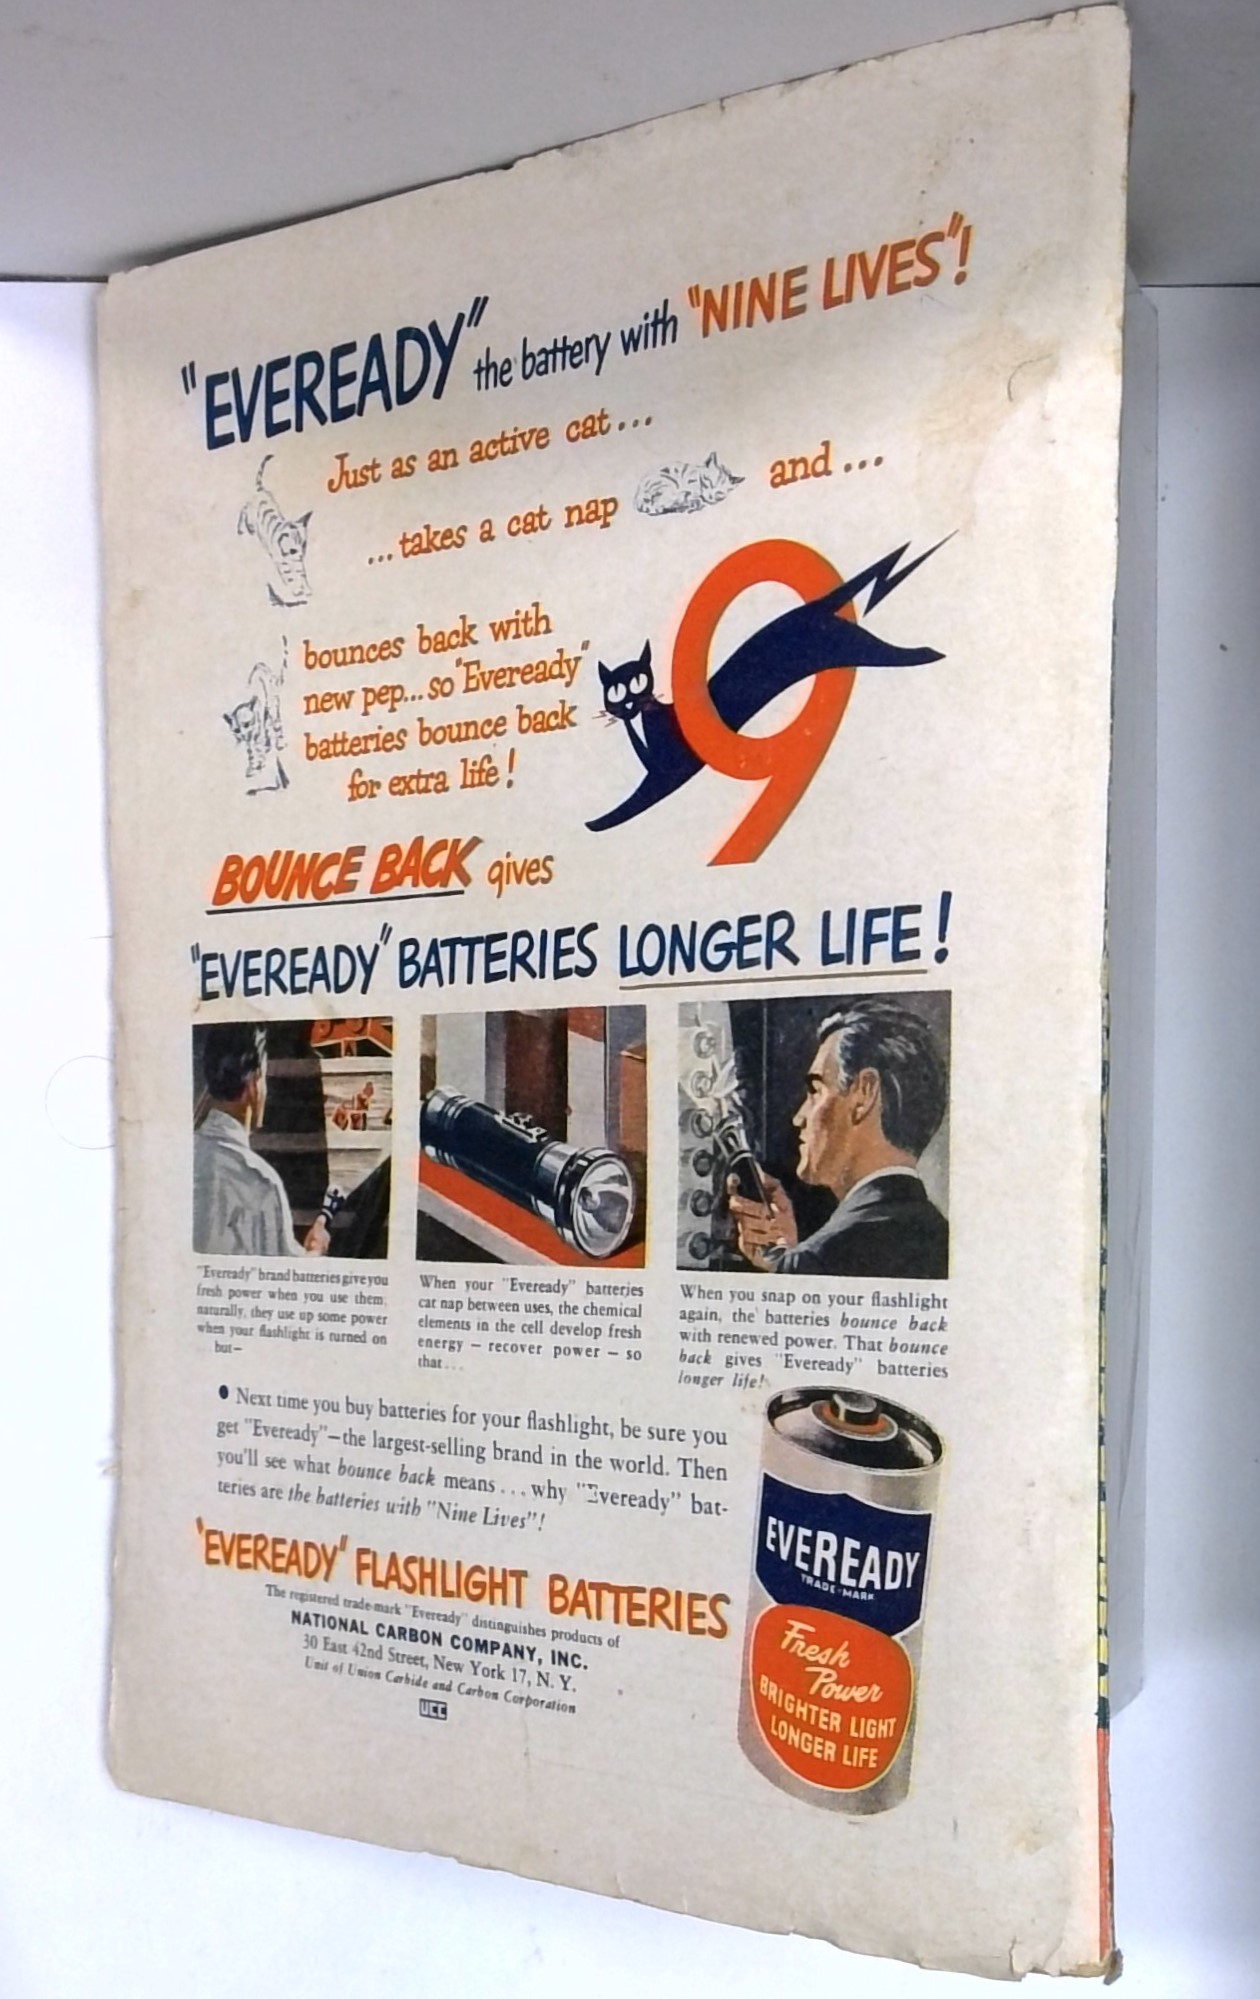 "EVEREADY" the battery with "NINE LIVES"!
Just as an active cat...
...takes a cat nap
and...
bounces back with
new pep...so "Eveready"
batteries bounce back
for extra life!
9
BOUNCE BACK gives
"EVEREADY" BATTERIES LONGER LIFE!
"Eveready" brand batteries give you
fresh power when you use them;
naturally, they use up some power
when your flashlight is turned on
...but—
When your "Eveready" batteries
cat nap between uses, the chemical
elements in the cell develop fresh
energy — recover power — so
that...
When you snap on your flashlight
again, the batteries bounce back
with renewed power. That bounce
back gives "Eveready" batteries
longer life!
● Next time you buy batteries for your flashlight, be sure you
get "Eveready"—the largest-selling brand in the world. Then
you'll see what bounce back means...why "Eveready" bat-
teries are the batteries with "Nine Lives"!
"EVEREADY" FLASHLIGHT BATTERIES
The registered trade-mark "Eveready" distinguishes products of
NATIONAL CARBON COMPANY, INC.
30 East 42nd Street, New York 17, N. Y.
Unit of Union Carbide and Carbon Corporation
UCC
EVEREADY
TRADE-MARK
Fresh
Power
BRIGHTER LIGHT
LONGER LIFE